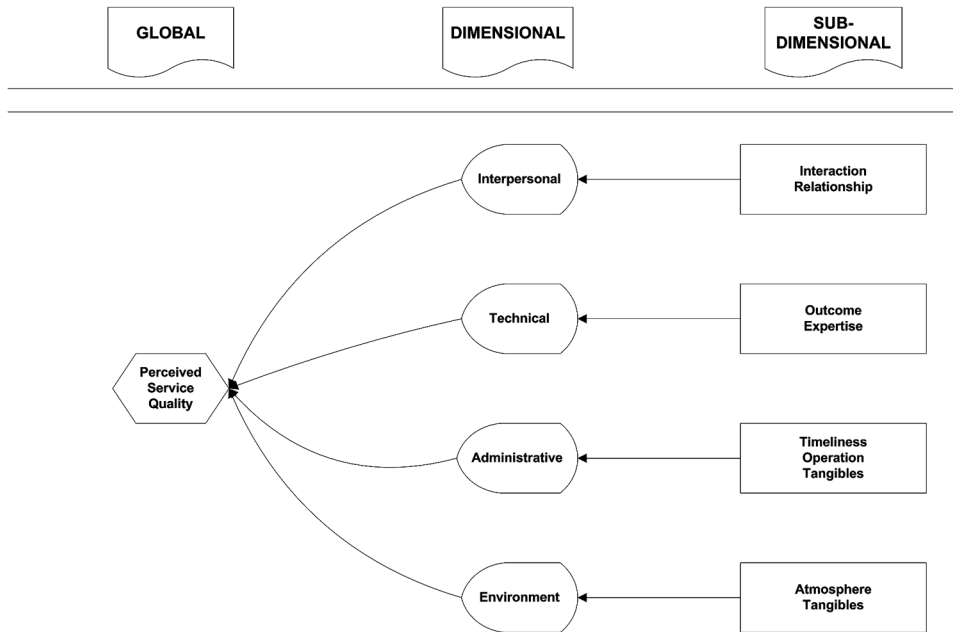 GLOBAL
DIMENSIONAL
SUB-
DIMENSIONAL
Interpersonal
Interaction
Relationship
Technical
Outcome
Expertise
Perceived
Service
Quality
Administrative
Timeliness
Operation
Tangibles
Environment
Atmosphere
Tangibles